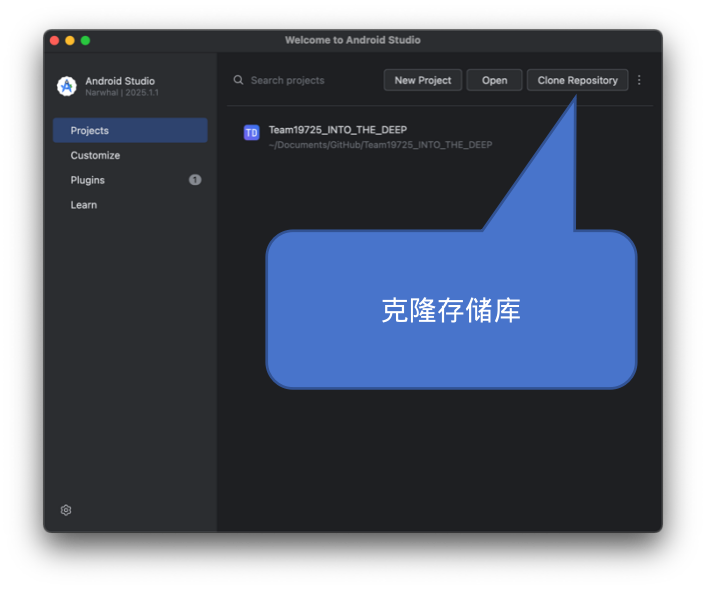 Welcome to Android Studio
Android Studio
Narwhal | 2025.1.1
Search projects
New Project
Open
Clone Repository
Projects
Customize
Plugins
1
Learn
TD
Team19725_INTO_THE_DEEP
~/Documents/GitHub/Team19725_INTO_THE_DEEP
克隆存储库